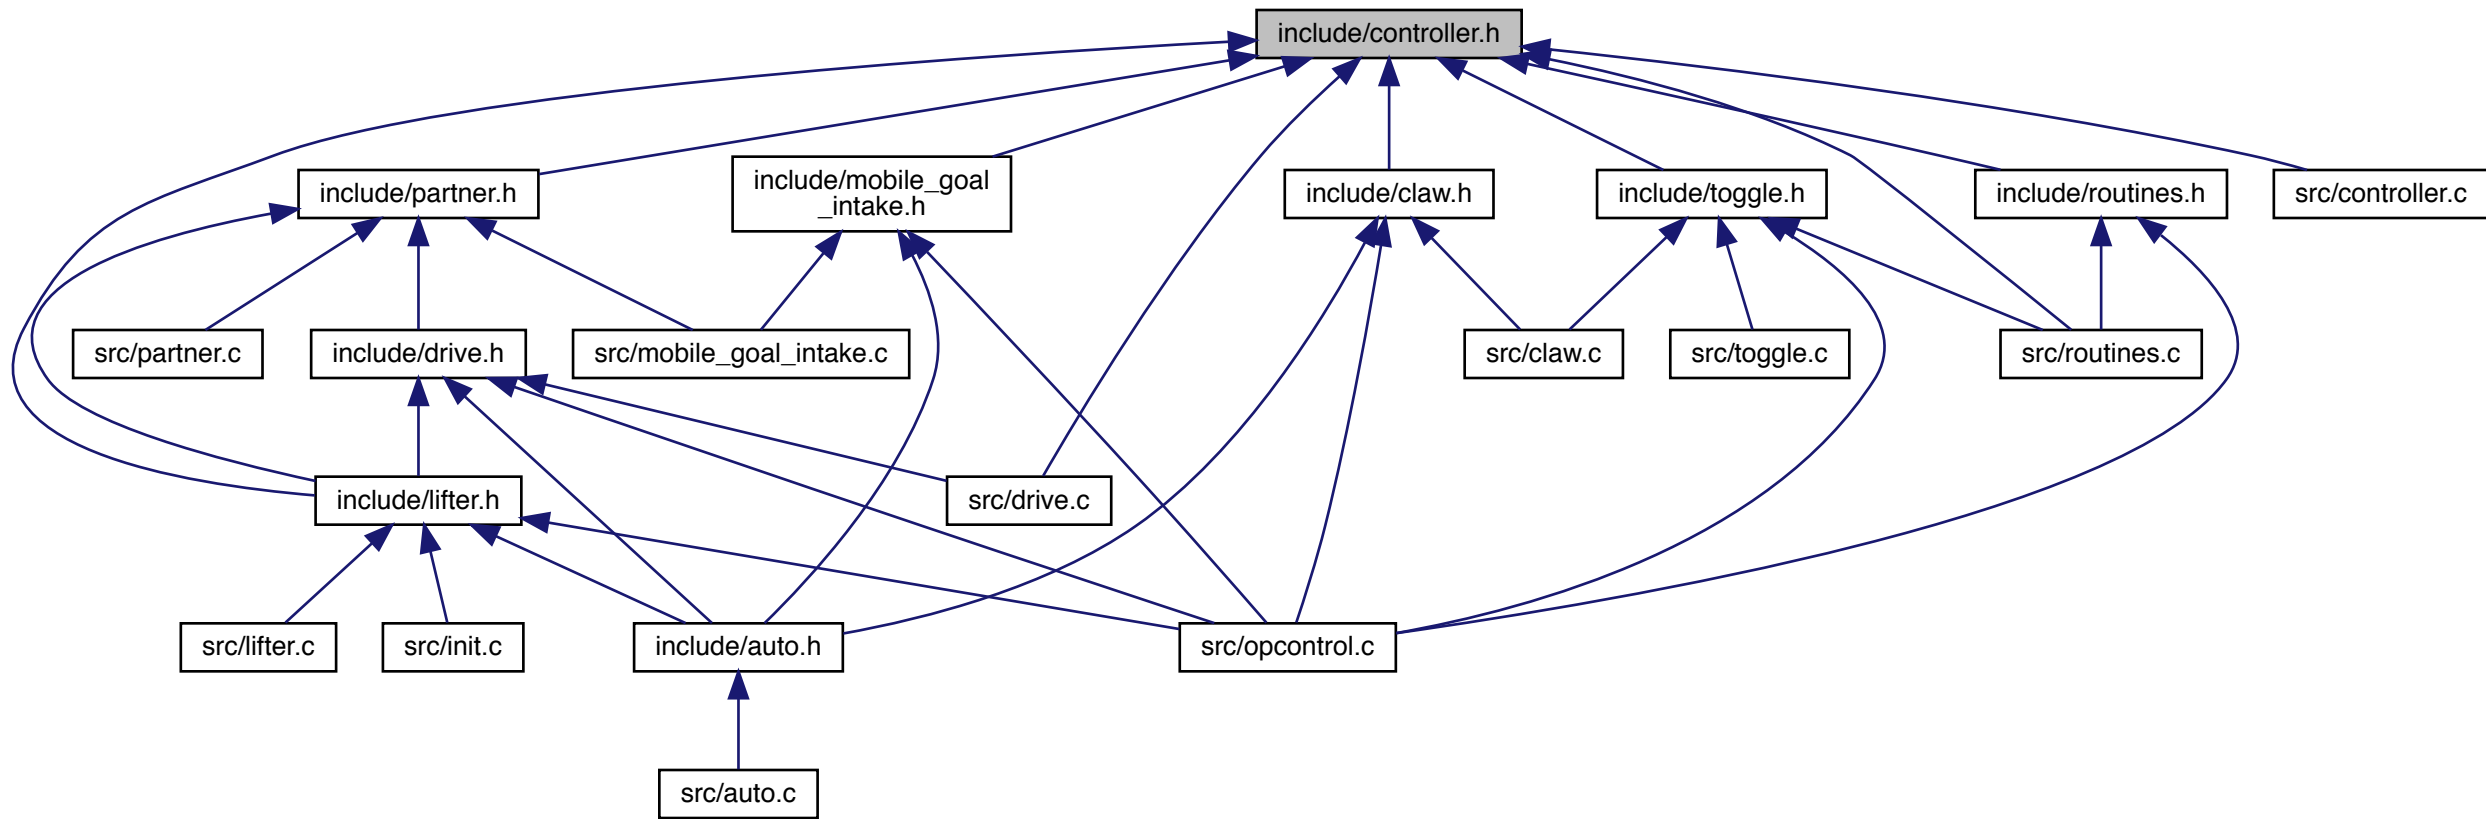 include/controller.h
include/partner.h
include/mobile_goal
_intake.h
include/claw.h
include/toggle.h
include/routines.h
src/controller.c
src/partner.c
include/drive.h
src/mobile_goal_intake.c
src/claw.c
src/toggle.c
src/routines.c
include/lifter.h
src/drive.c
src/lifter.c
src/init.c
include/auto.h
src/opcontrol.c
src/auto.c